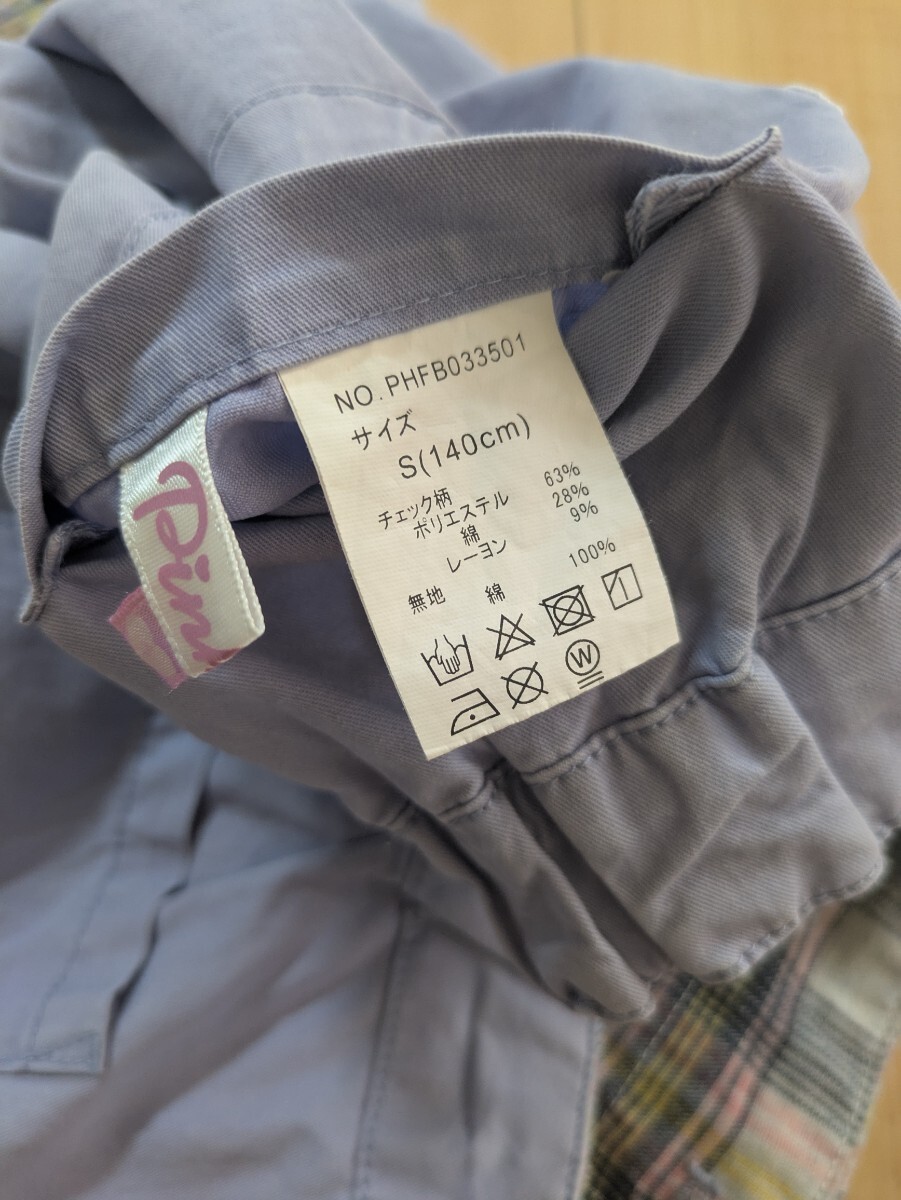 NO.PHFB033501
サイズ
S(140cm)
チェック柄
ポリエステル 63%
綿 28%
レーヨン 9%
無地 綿 100%
1
W
Pin